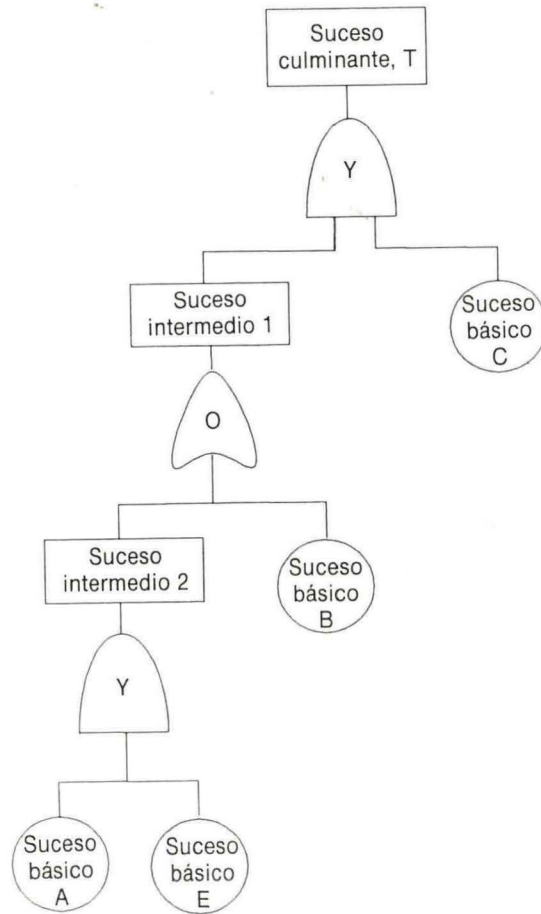 Suceso
culminante, T
Y
Suceso
intermedio 1
Suceso
básico
C
O
Suceso
intermedio 2
Suceso
básico
B
Y
Suceso
básico
A
Suceso
básico
E